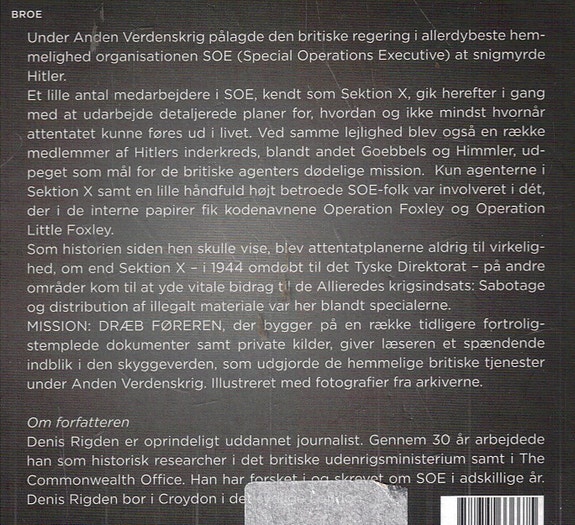 BROE
Under Anden Verdenskrig pålagde den britiske regering i allerdybeste hem-
melighed organisationen SOE (Special Operations Executive) at snigmyrde
Hitler.
Et lille antal medarbejdere i SOE, kendt som Sektion X, gik herefter i gang
med at udarbejde detaljerede planer for, hvordan og ikke mindst hvornår
attentatet kunne føres ud i livet. Ved samme lejlighed blev også en række
medlemmer af Hitlers inderkreds, blandt andet Goebbels og Himmler, ud-
peget som mål for de britiske agenters dødelige mission. Kun agenterne i
Sektion X samt en lille håndfuld højt betroede SOE-folk var involveret i dét,
der i de interne papirer fik kodenavnene Operation Foxley og Operation
Little Foxley.
Som historien siden hen skulle vise, blev attentatplanerne aldrig til virkelig-
hed, om end Sektion X – i 1944 omdøbt til det Tyske Direktorat – på andre
områder kom til at yde vitale bidrag til de Allieredes krigsindsats: Sabotage
og distribution af illegalt materiale var her blandt specialerne.
MISSION: DRÆB FØREREN, der bygger på en række tidligere fortrolig-
stemplede dokumenter samt private kilder, giver læseren et spændende
indblik i den skyggeverden, som udgjorde de hemmelige britiske tjenester
under Anden Verdenskrig. Illustreret med fotografier fra arkiverne.
Om forfatteren
Denis Rigden er oprindeligt uddannet journalist. Gennem 30 år arbejdede
han som historisk researcher i det britiske udenrigsministerium samt i The
Commonwealth Office. Han har forsket i og skrevet om SOE i adskillige år.
Denis Rigden bor i Croydon i det